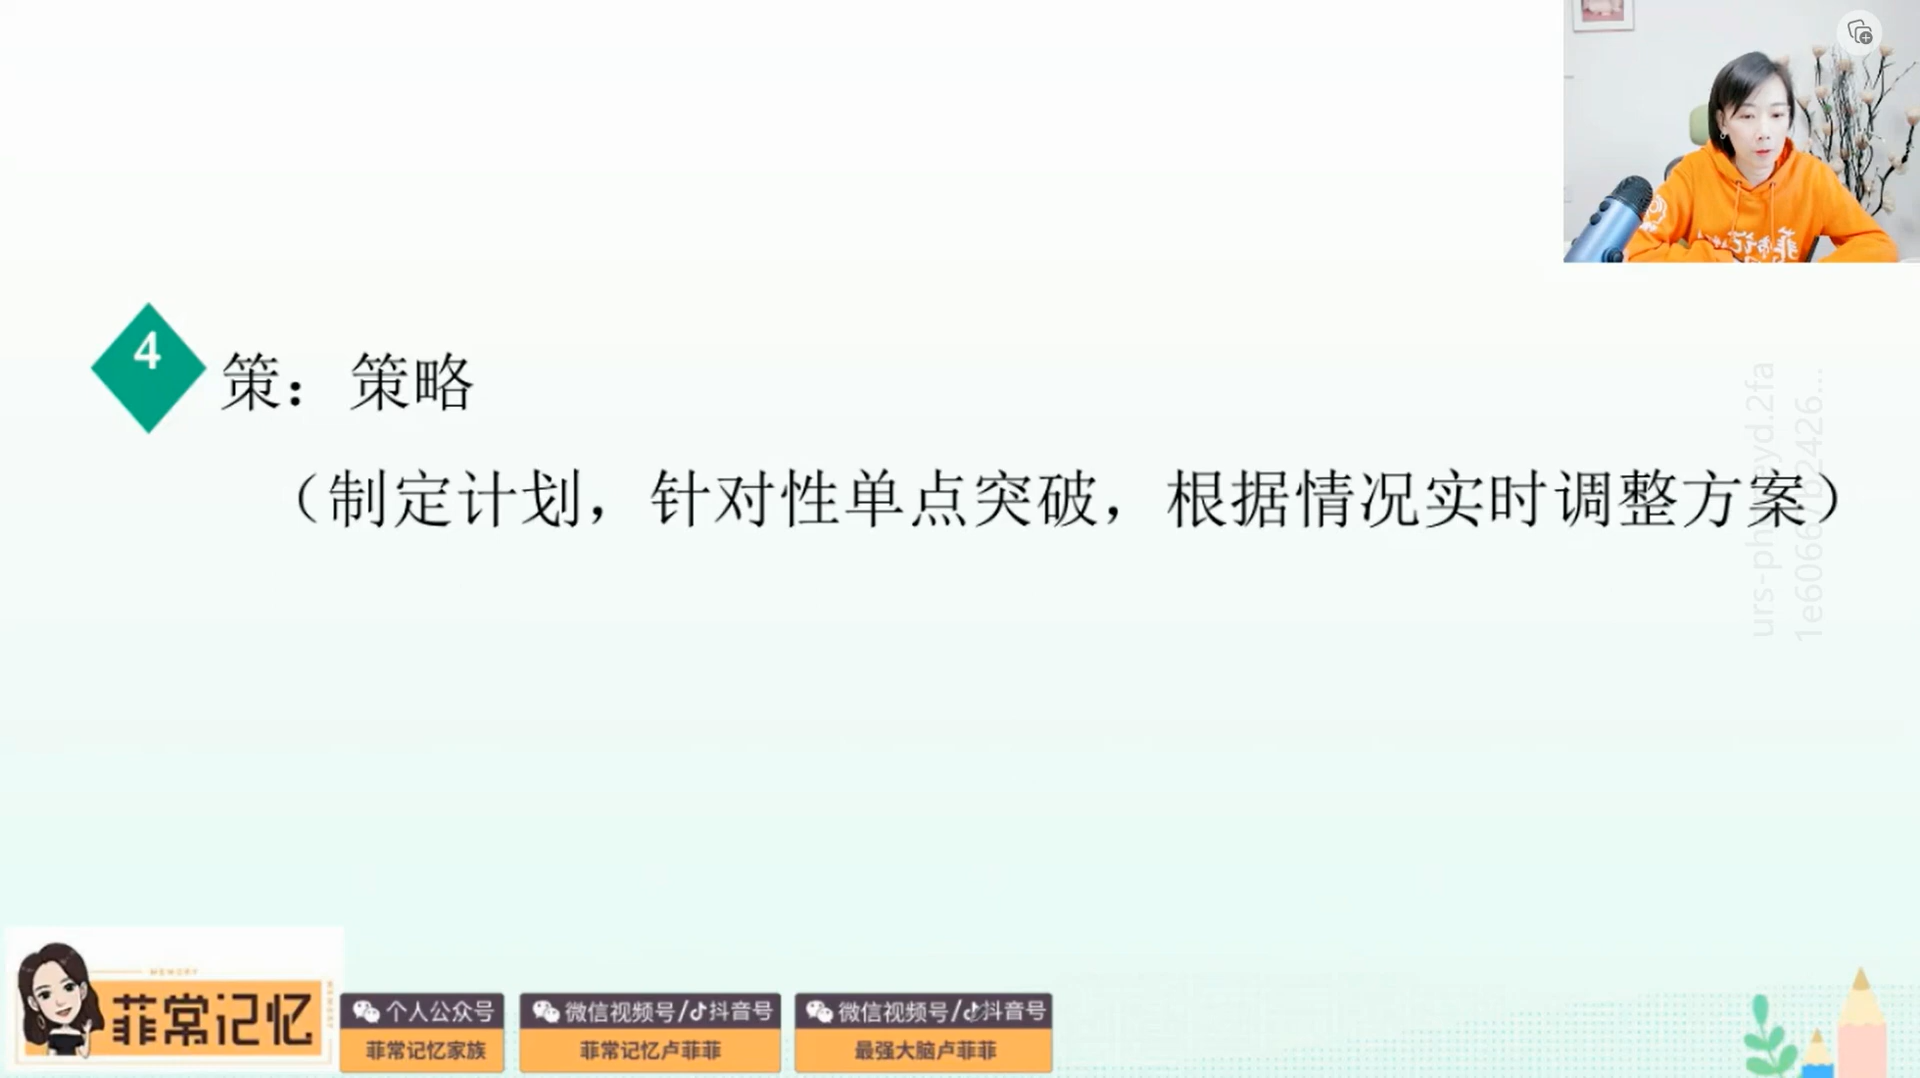 4
策：策略
（制定计划，针对性单点突破，根据情况实时调整方案）
MEMORY
菲常记忆
个人公众号
菲常记忆家族
微信视频号/抖音号
菲常记忆卢菲菲
微信视频号/抖音号
最强大脑卢菲菲